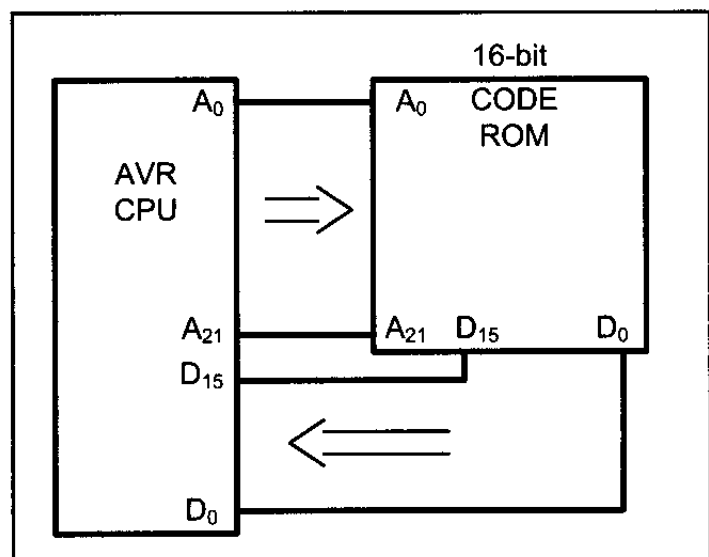 16-bit
CODE
ROM
A₀
A₀
AVR
CPU
A₂₁
A₂₁
D₁₅
D₀
D₁₅
D₀